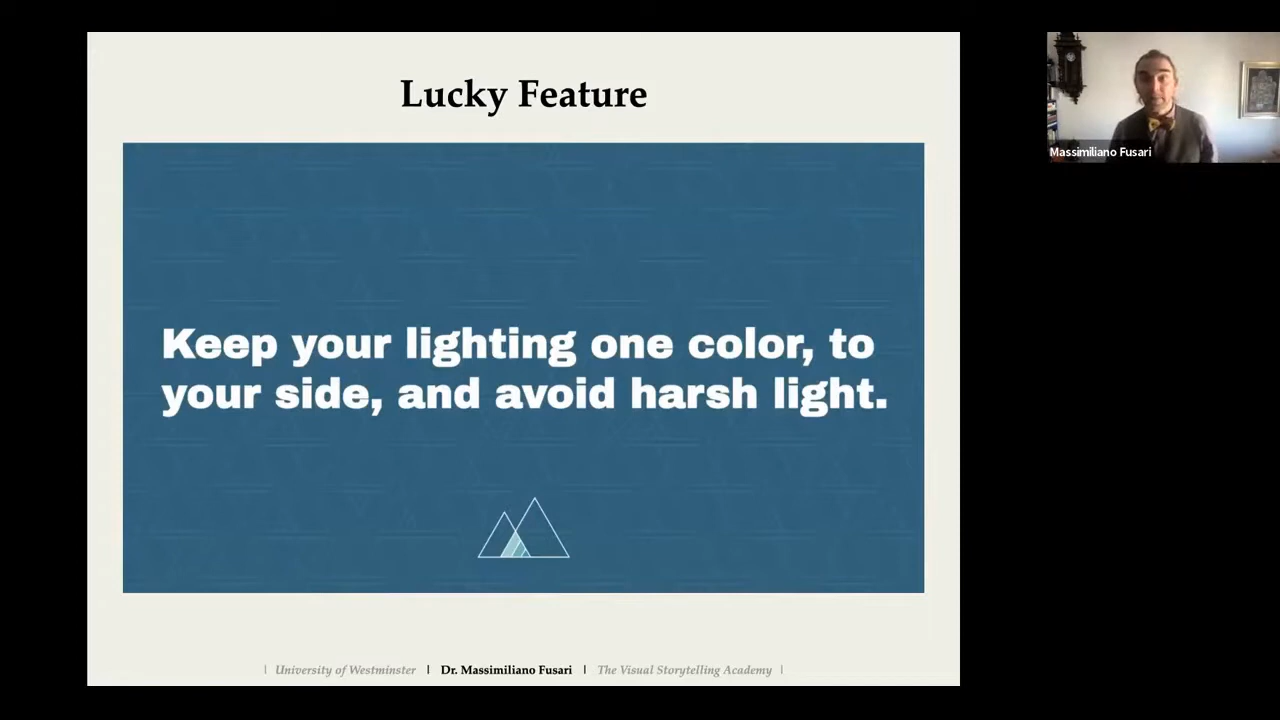 Lucky Feature
Keep your lighting one color, to
your side, and avoid harsh light.
| University of Westminster | Dr. Massimiliano Fusari | The Visual Storytelling Academy |
Massimiliano Fusari